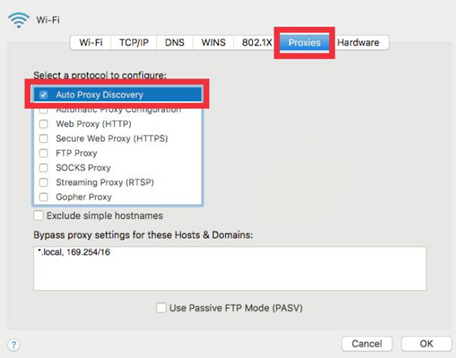 Wi-Fi
Wi-Fi TCP/IP DNS WINS 802.1X Proxies Hardware
Select a protocol to configure:
Auto Proxy Discovery
Automatic Proxy Configuration
Web Proxy (HTTP)
Secure Web Proxy (HTTPS)
FTP Proxy
SOCKS Proxy
Streaming Proxy (RTSP)
Gopher Proxy
Exclude simple hostnames
Bypass proxy settings for these Hosts & Domains:
*.local, 169.254/16
Use Passive FTP Mode (PASV)
? Cancel OK